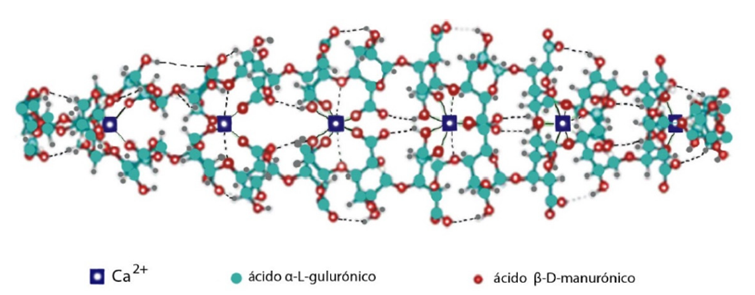 Ca²⁺ ácido α-L-gulurónico ácido β-D-manurónico